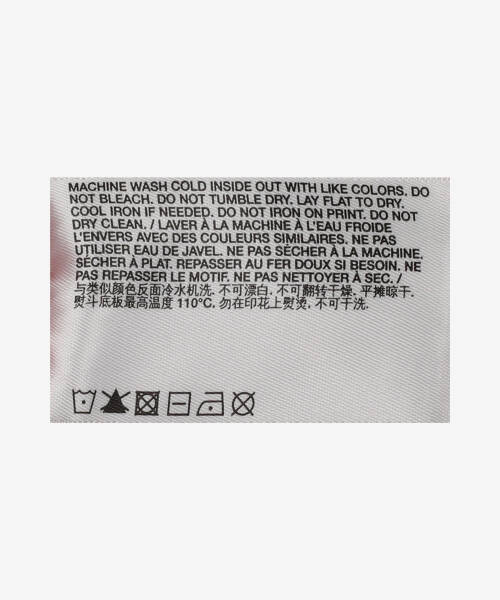 MACHINE WASH COLD INSIDE OUT WITH LIKE COLORS. DO
NOT BLEACH. DO NOT TUMBLE DRY. LAY FLAT TO DRY.
COOL IRON IF NEEDED. DO NOT IRON ON PRINT. DO NOT
DRY CLEAN. / LAVER À LA MACHINE À L'EAU FROIDE
L'ENVERS AVEC DES COULEURS SIMILAIRES. NE PAS
UTILISER EAU DE JAVEL. NE PAS SÉCHER À LA MACHINE.
SÉCHER À PLAT. REPASSER AU FER DOUX SI BESOIN. NE
PAS REPASSER LE MOTIF. NE PAS NETTOYER À SEC. /
与类似颜色反面冷水机洗. 不可漂白. 不可翻转干燥. 平摊晾干.
熨斗底板最高温度 110°C. 勿在印花上熨烫. 不可干洗.